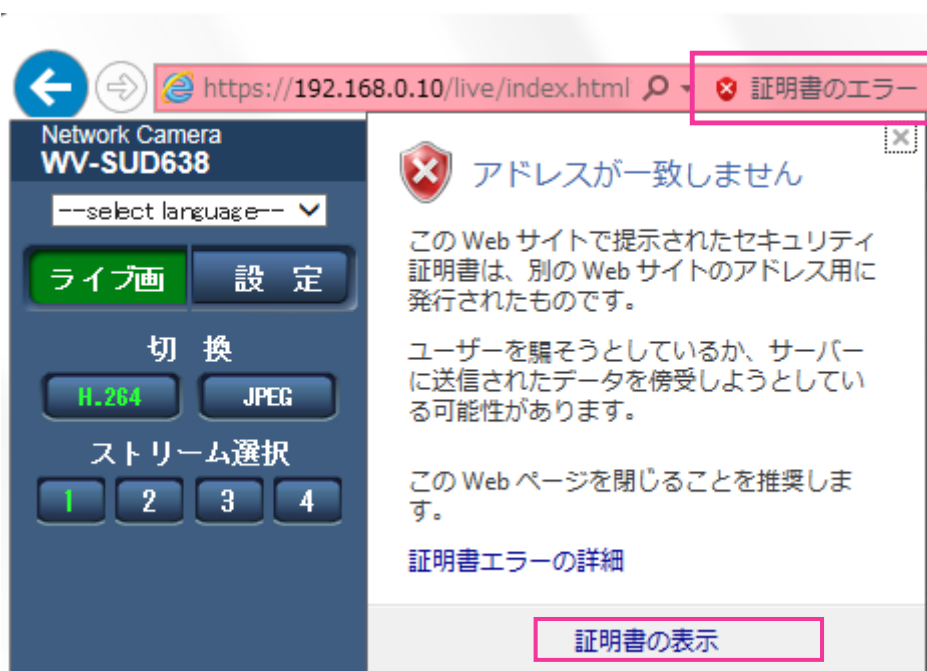 https://192.168.0.10/live/index.html
証明書のエラー
Network Camera
WV-SUD638
--select language--
ライブ画
設 定
切 換
H.264
JPEG
ストリーム選択
1
2
3
4
アドレスが一致しません
この Web サイトで提示されたセキュリティ
証明書は、別の Web サイトのアドレス用に
発行されたものです。
ユーザーを騙そうとしているか、サーバー
に送信されたデータを傍受しようとしてい
る可能性があります。
この Web ページを閉じることを推奨しま
す。
証明書エラーの詳細
証明書の表示